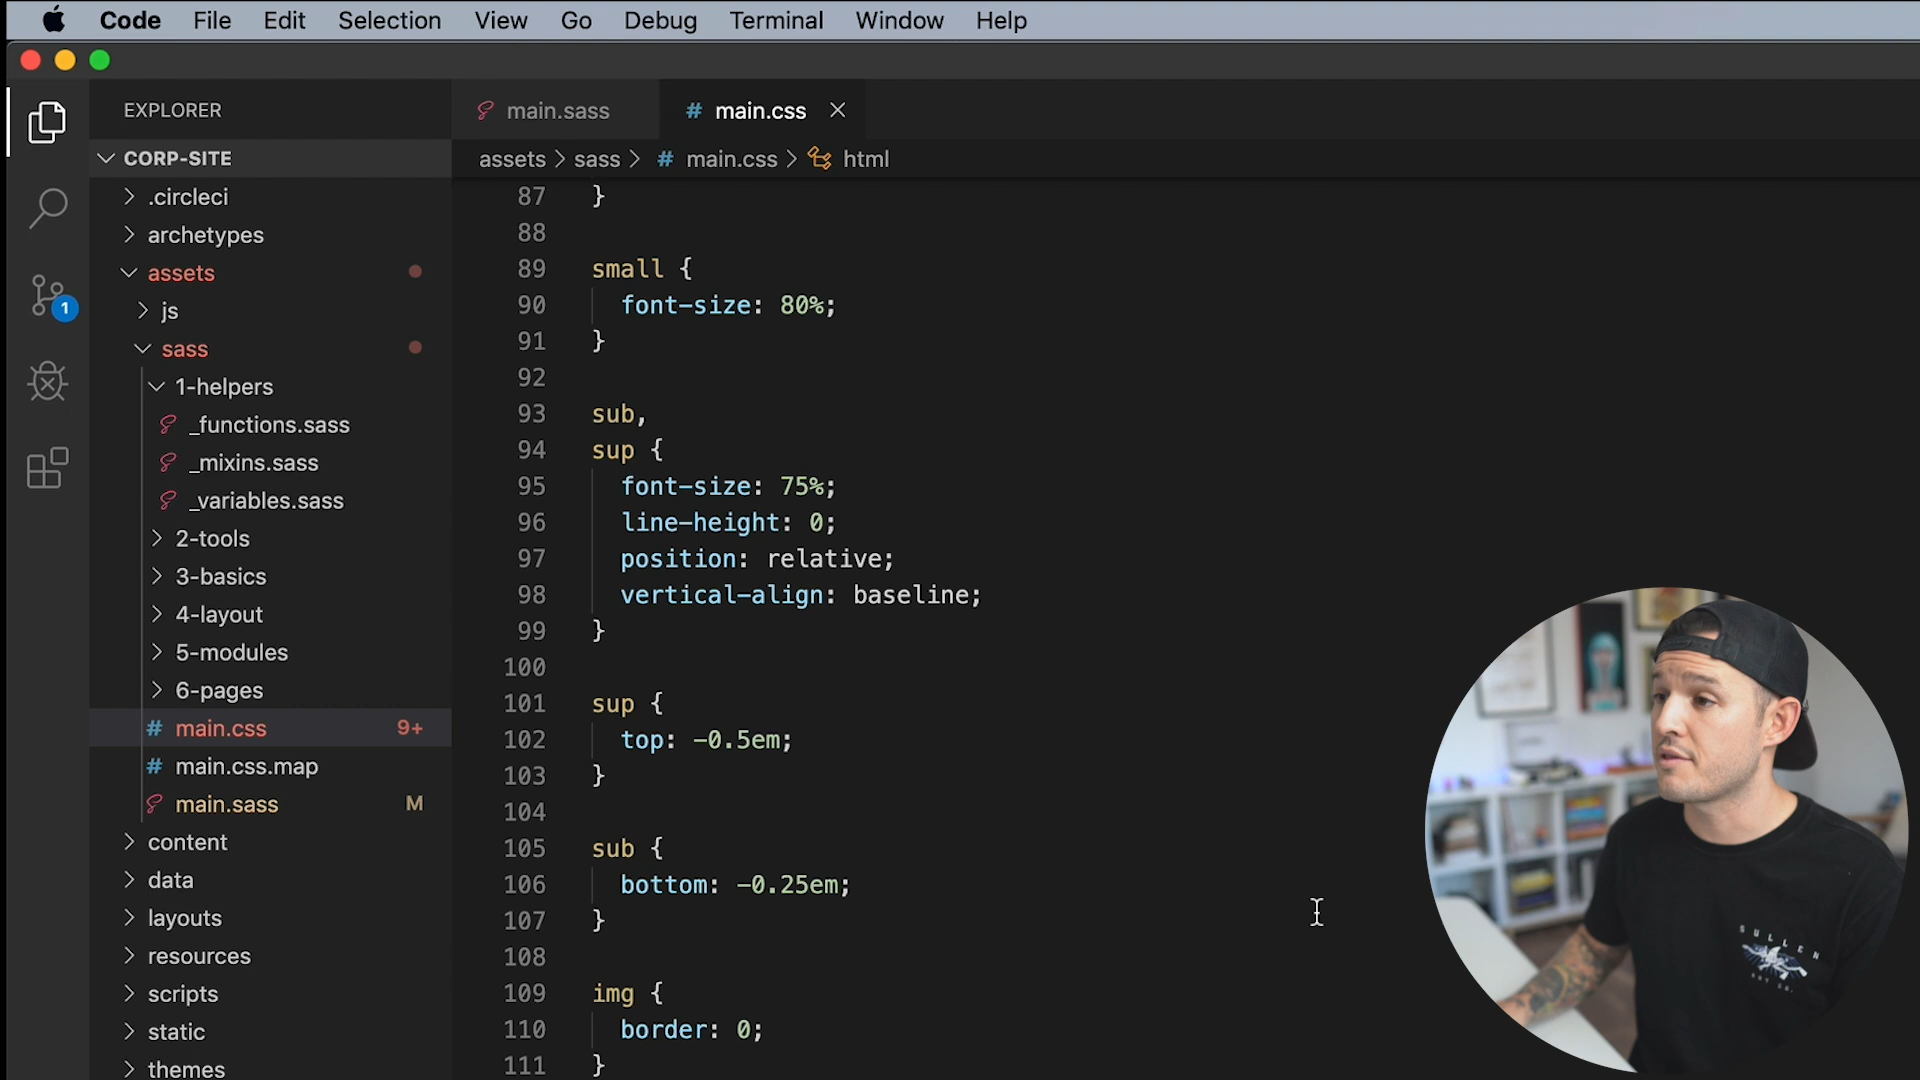 Code File Edit Selection View Go Debug Terminal Window Help
EXPLORER
CORP-SITE
.circleci
archetypes
assets
js
sass
1-helpers
_functions.sass
_mixins.sass
_variables.sass
2-tools
3-basics
4-layout
5-modules
6-pages
main.css 9+
main.css.map
main.sass M
content
data
layouts
resources
scripts
static
themes
1
main.sass # main.css
assets > sass > # main.css > html
87 }
88
89 small {
90 font-size: 80%;
91 }
92
93 sub,
94 sup {
95 font-size: 75%;
96 line-height: 0;
97 position: relative;
98 vertical-align: baseline;
99 }
100
101 sup {
102 top: -0.5em;
103 }
104
105 sub {
106 bottom: -0.25em;
107 }
108
109 img {
110 border: 0;
111 }
SULLEN